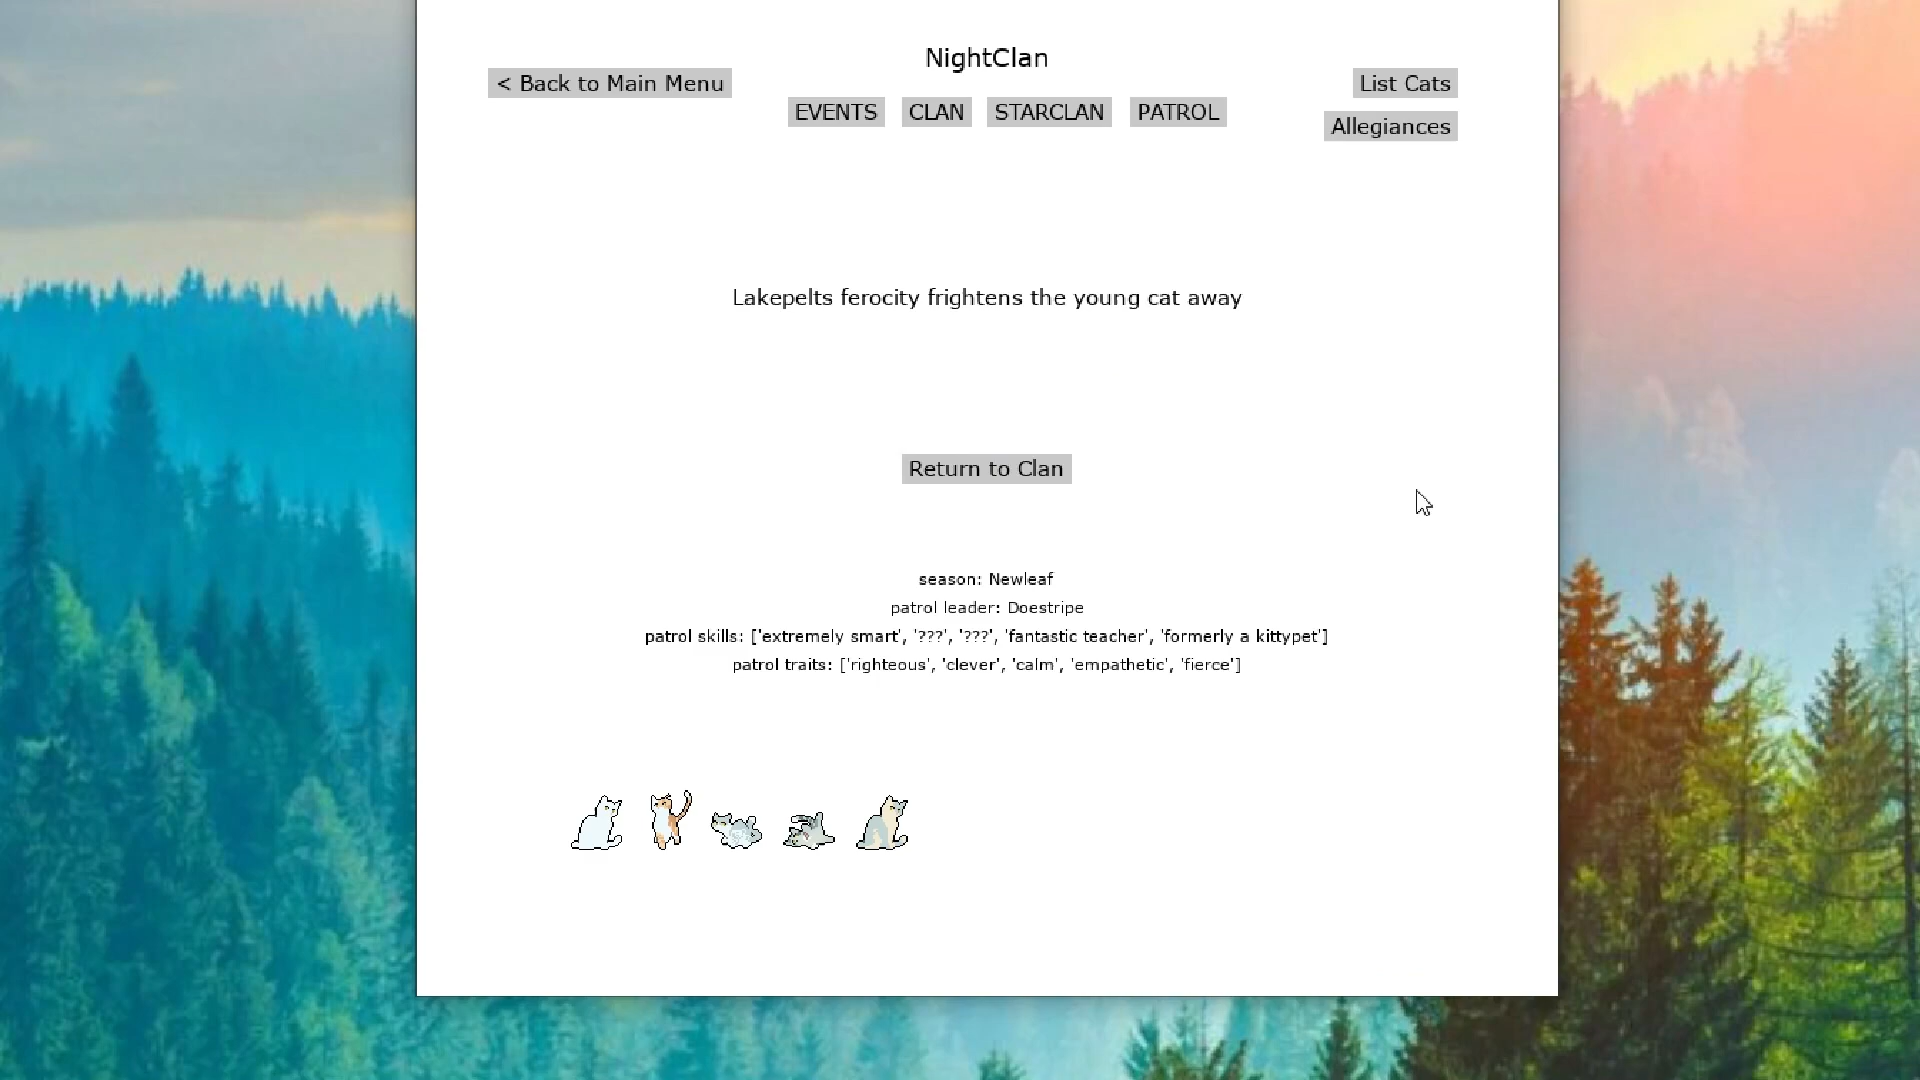 NightClan
< Back to Main Menu
List Cats
EVENTS CLAN STARCLAN PATROL
Allegiances
Lakepelts ferocity frightens the young cat away
Return to Clan
season: Newleaf
patrol leader: Doestripe
patrol skills: ['extremely smart', '???', '???', 'fantastic teacher', 'formerly a kittypet']
patrol traits: ['righteous', 'clever', 'calm', 'empathetic', 'fierce']